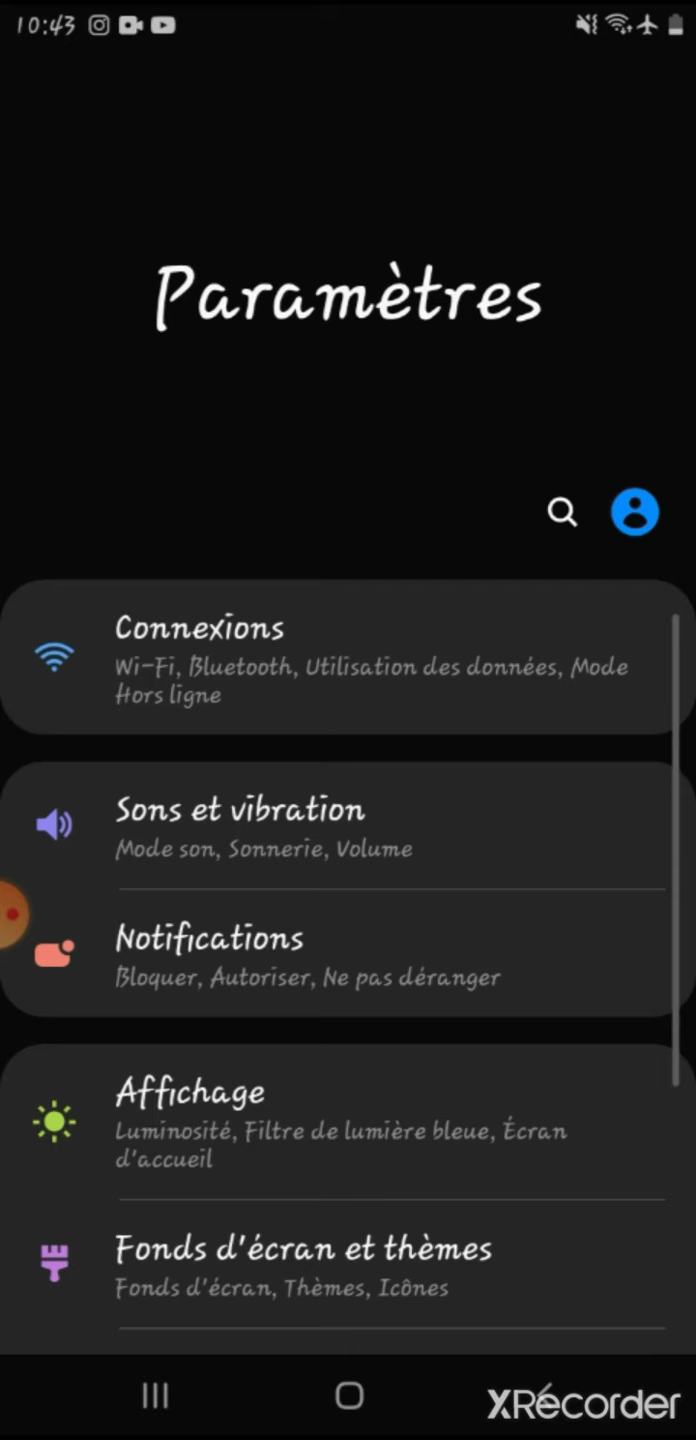 10:43
Paramètres
Connexions
Wi-Fi, Bluetooth, Utilisation des données, Mode
Hors ligne
Sons et vibration
Mode son, Sonnerie, Volume
Notifications
Bloquer, Autoriser, Ne pas déranger
Affichage
Luminosité, Filtre de lumière bleue, Écran
d'accueil
Fonds d'écran et thèmes
Fonds d'écran, Thèmes, Icônes
XRecorder